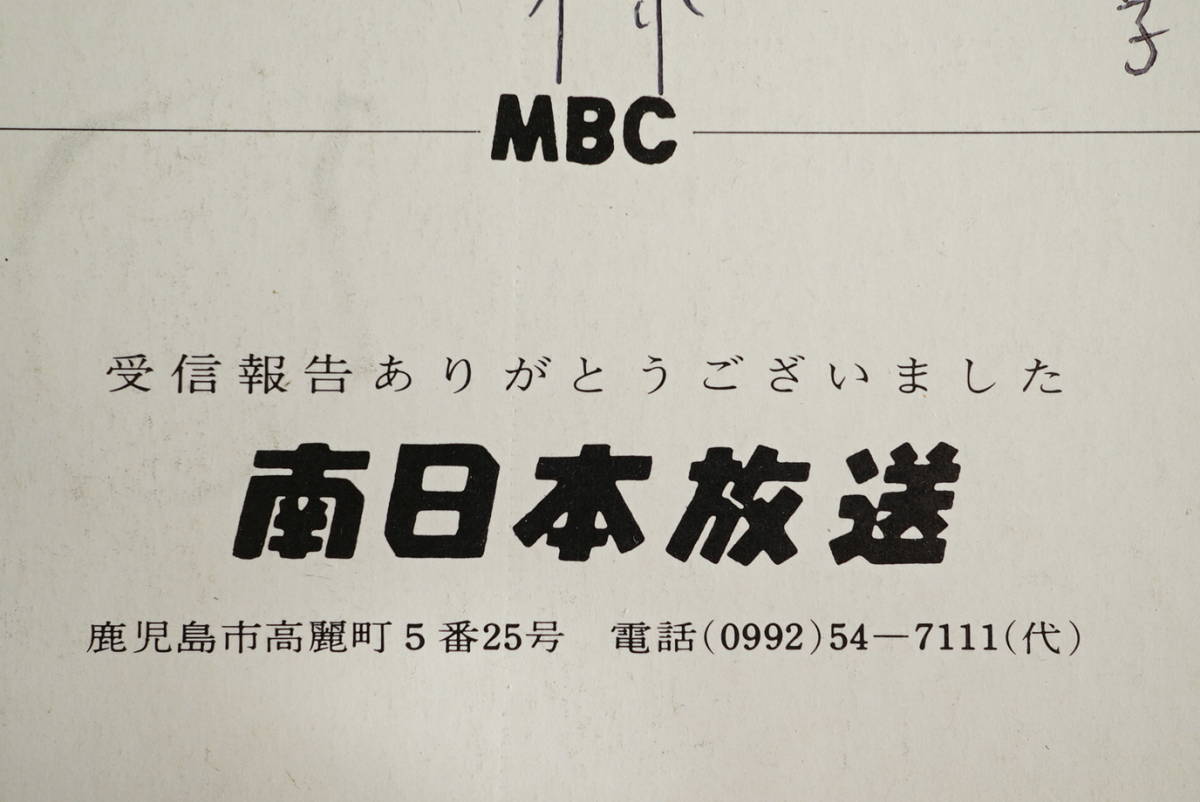 MBC
受信報告ありがとうございました
南日本放送
鹿児島市高麗町5番25号　電話(0992)54―7111(代)